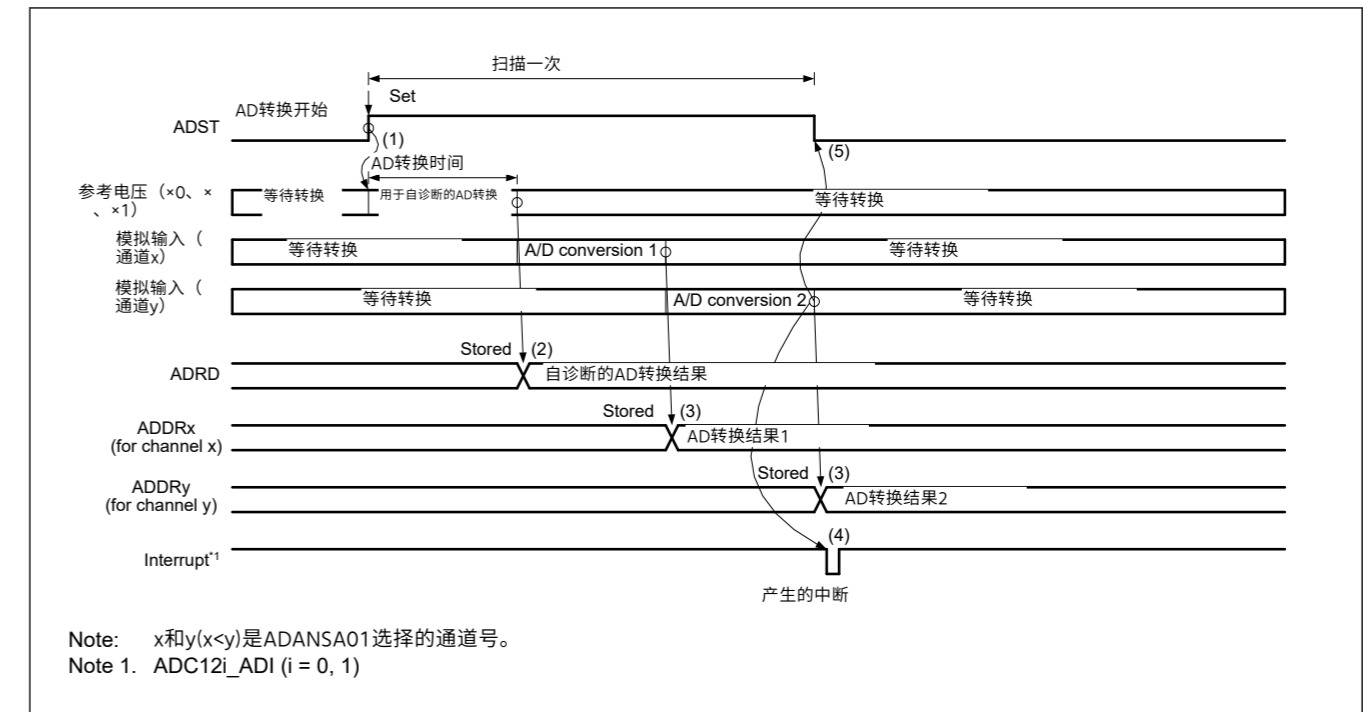 扫描一次
Set
AD转换开始
ADST
(1)
(5)
AD转换时间
参考电压（×0、×
、×1）
等待转换
用于自诊断的AD转换
等待转换
模拟输入（
通道x）
等待转换
A/D conversion 1
等待转换
模拟输入（
通道y）
等待转换
A/D conversion 2
等待转换
Stored
(2)
ADRD
自诊断的AD转换结果
Stored
(3)
ADDRx
(for channel x)
AD转换结果1
Stored
(3)
ADDRy
(for channel y)
AD转换结果2
(4)
Interrupt*1
产生的中断
Note: x和y(x<y)是ADANSA01选择的通道号。
Note 1. ADC12i_ADI (i = 0, 1)